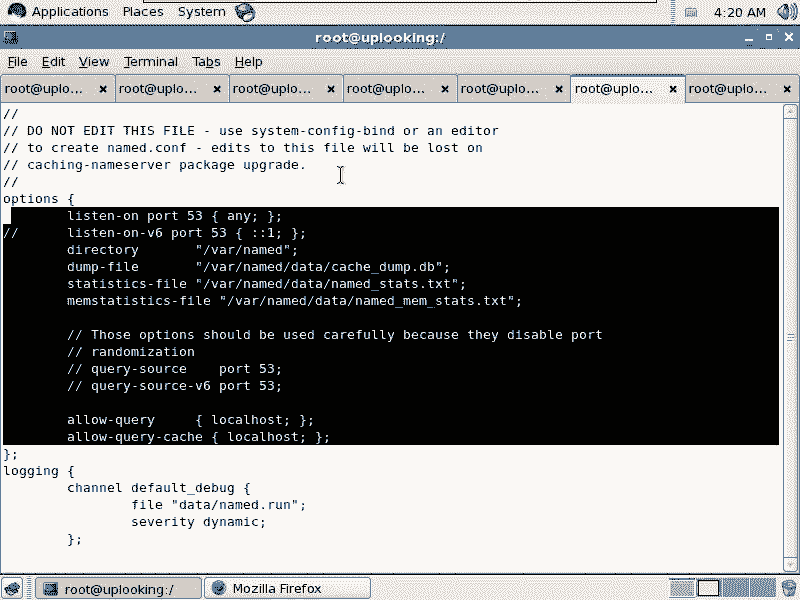 Applications Places System 4:20 AM
root@uplooking:/
File Edit View Terminal Tabs Help
root@uplo... root@uplo... root@uplo... root@uplo... root@uplo... root@uplo... root@uplo...
//
// DO NOT EDIT THIS FILE - use system-config-bind or an editor
// to create named.conf - edits to this file will be lost on
// caching-nameserver package upgrade.
//
options {
        listen-on port 53 { any; };
//      listen-on-v6 port 53 { ::1; };
        directory       "/var/named";
        dump-file       "/var/named/data/cache_dump.db";
        statistics-file "/var/named/data/named_stats.txt";
        memstatistics-file "/var/named/data/named_mem_stats.txt";
        // Those options should be used carefully because they disable port
        // randomization
        // query-source    port 53;
        // query-source-v6 port 53;
        allow-query     { localhost; };
        allow-query-cache { localhost; };
};
logging {
        channel default_debug {
                file "data/named.run";
                severity dynamic;
        };
root@uplooking:/ Mozilla Firefox